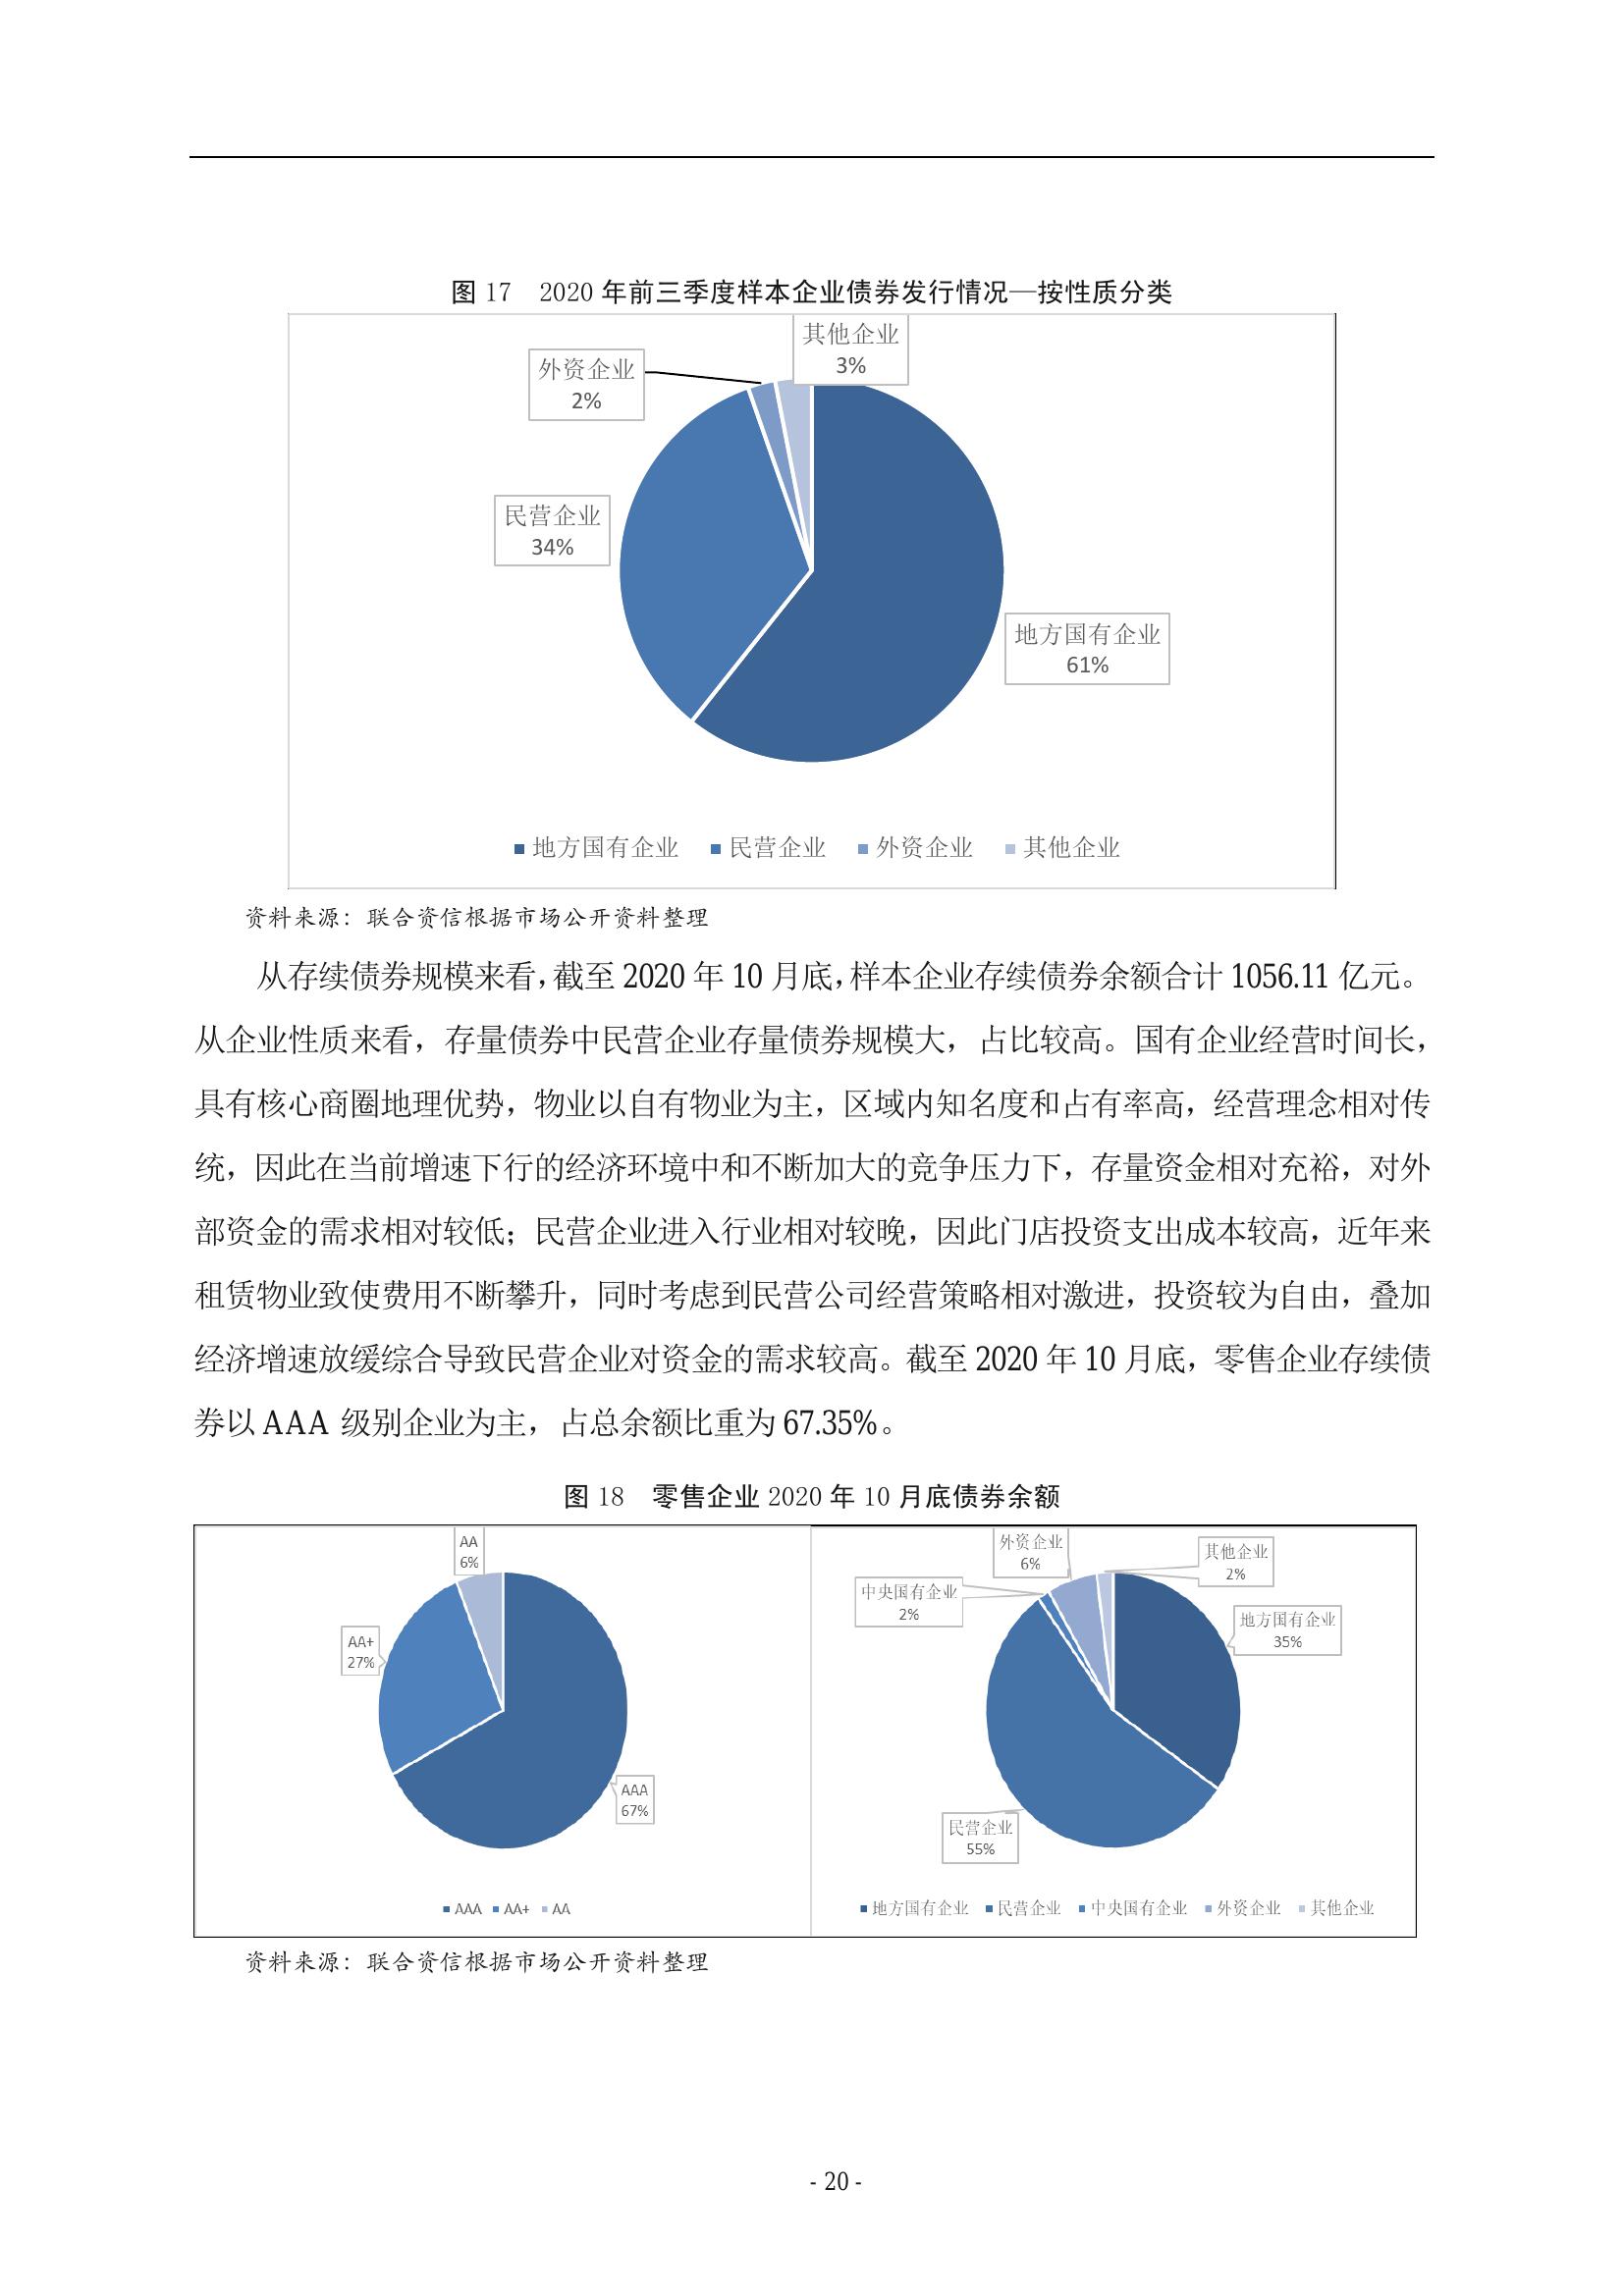 图 17 2020 年前三季度样本企业债券发行情况—按性质分类
其他企业
3%
外资企业
2%
民营企业
34%
地方国有企业
61%
地方国有企业 民营企业 外资企业 其他企业
资料来源：联合资信根据市场公开资料整理
从存续债券规模来看，截至 2020 年 10 月底，样本企业存续债券余额合计 1056.11 亿元。
从企业性质来看，存量债券中民营企业存量债券规模大，占比较高。国有企业经营时间长，
具有核心商圈地理优势，物业以自有物业为主，区域内知名度和占有率高，经营理念相对传
统，因此在当前增速下行的经济环境中和不断加大的竞争压力下，存量资金相对充裕，对外
部资金的需求相对较低；民营企业进入行业相对较晚，因此门店投资支出成本较高，近年来
租赁物业致使费用不断攀升，同时考虑到民营公司经营策略相对激进，投资较为自由，叠加
经济增速放缓综合导致民营企业对资金的需求较高。截至 2020 年 10 月底，零售企业存续债
券以 AAA 级别企业为主，占总余额比重为 67.35%。
图 18 零售企业 2020 年 10 月底债券余额
AA
6%
AA+
27%
AAA
67%
AAA AA+ AA
外资企业
6%
其他企业
2%
中央国有企业
2%
地方国有企业
35%
民营企业
55%
地方国有企业 民营企业 中央国有企业 外资企业 其他企业
资料来源：联合资信根据市场公开资料整理
- 20 -